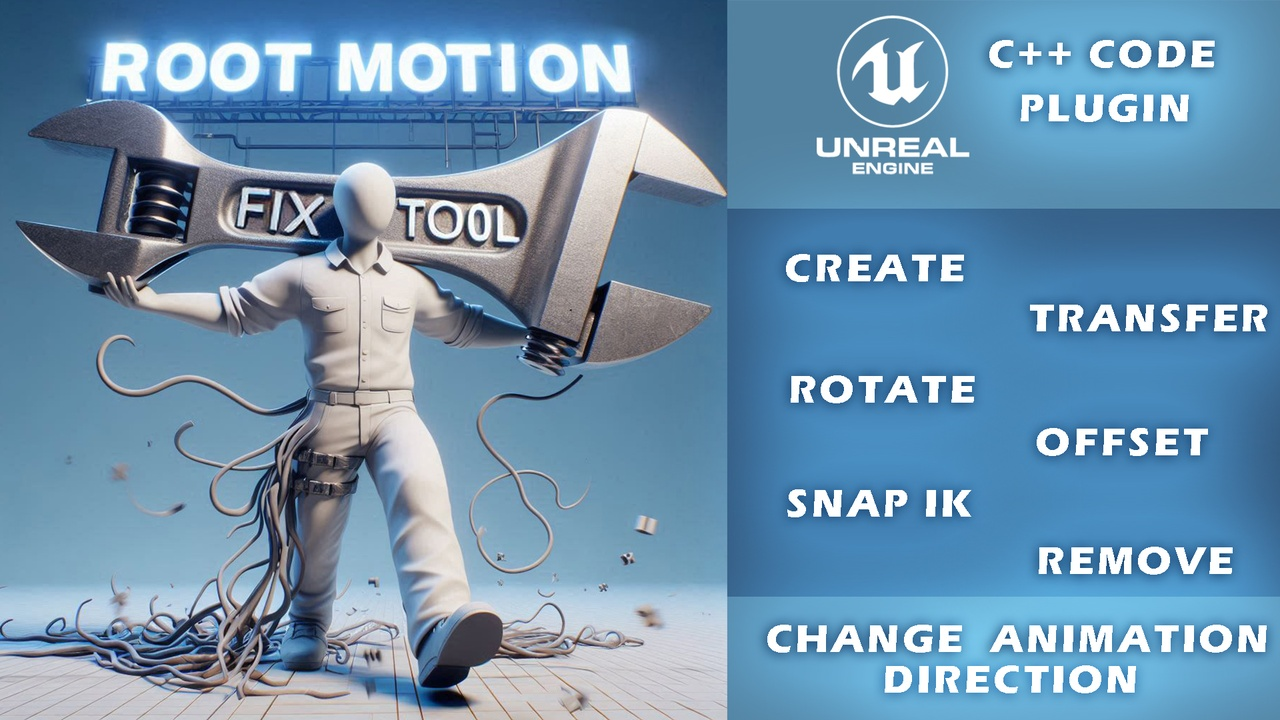 ROOT MOTION
FIX TOOL
UNREAL
ENGINE
C++ CODE
PLUGIN
CREATE
TRANSFER
ROTATE
OFFSET
SNAP IK
REMOVE
CHANGE ANIMATION
DIRECTION